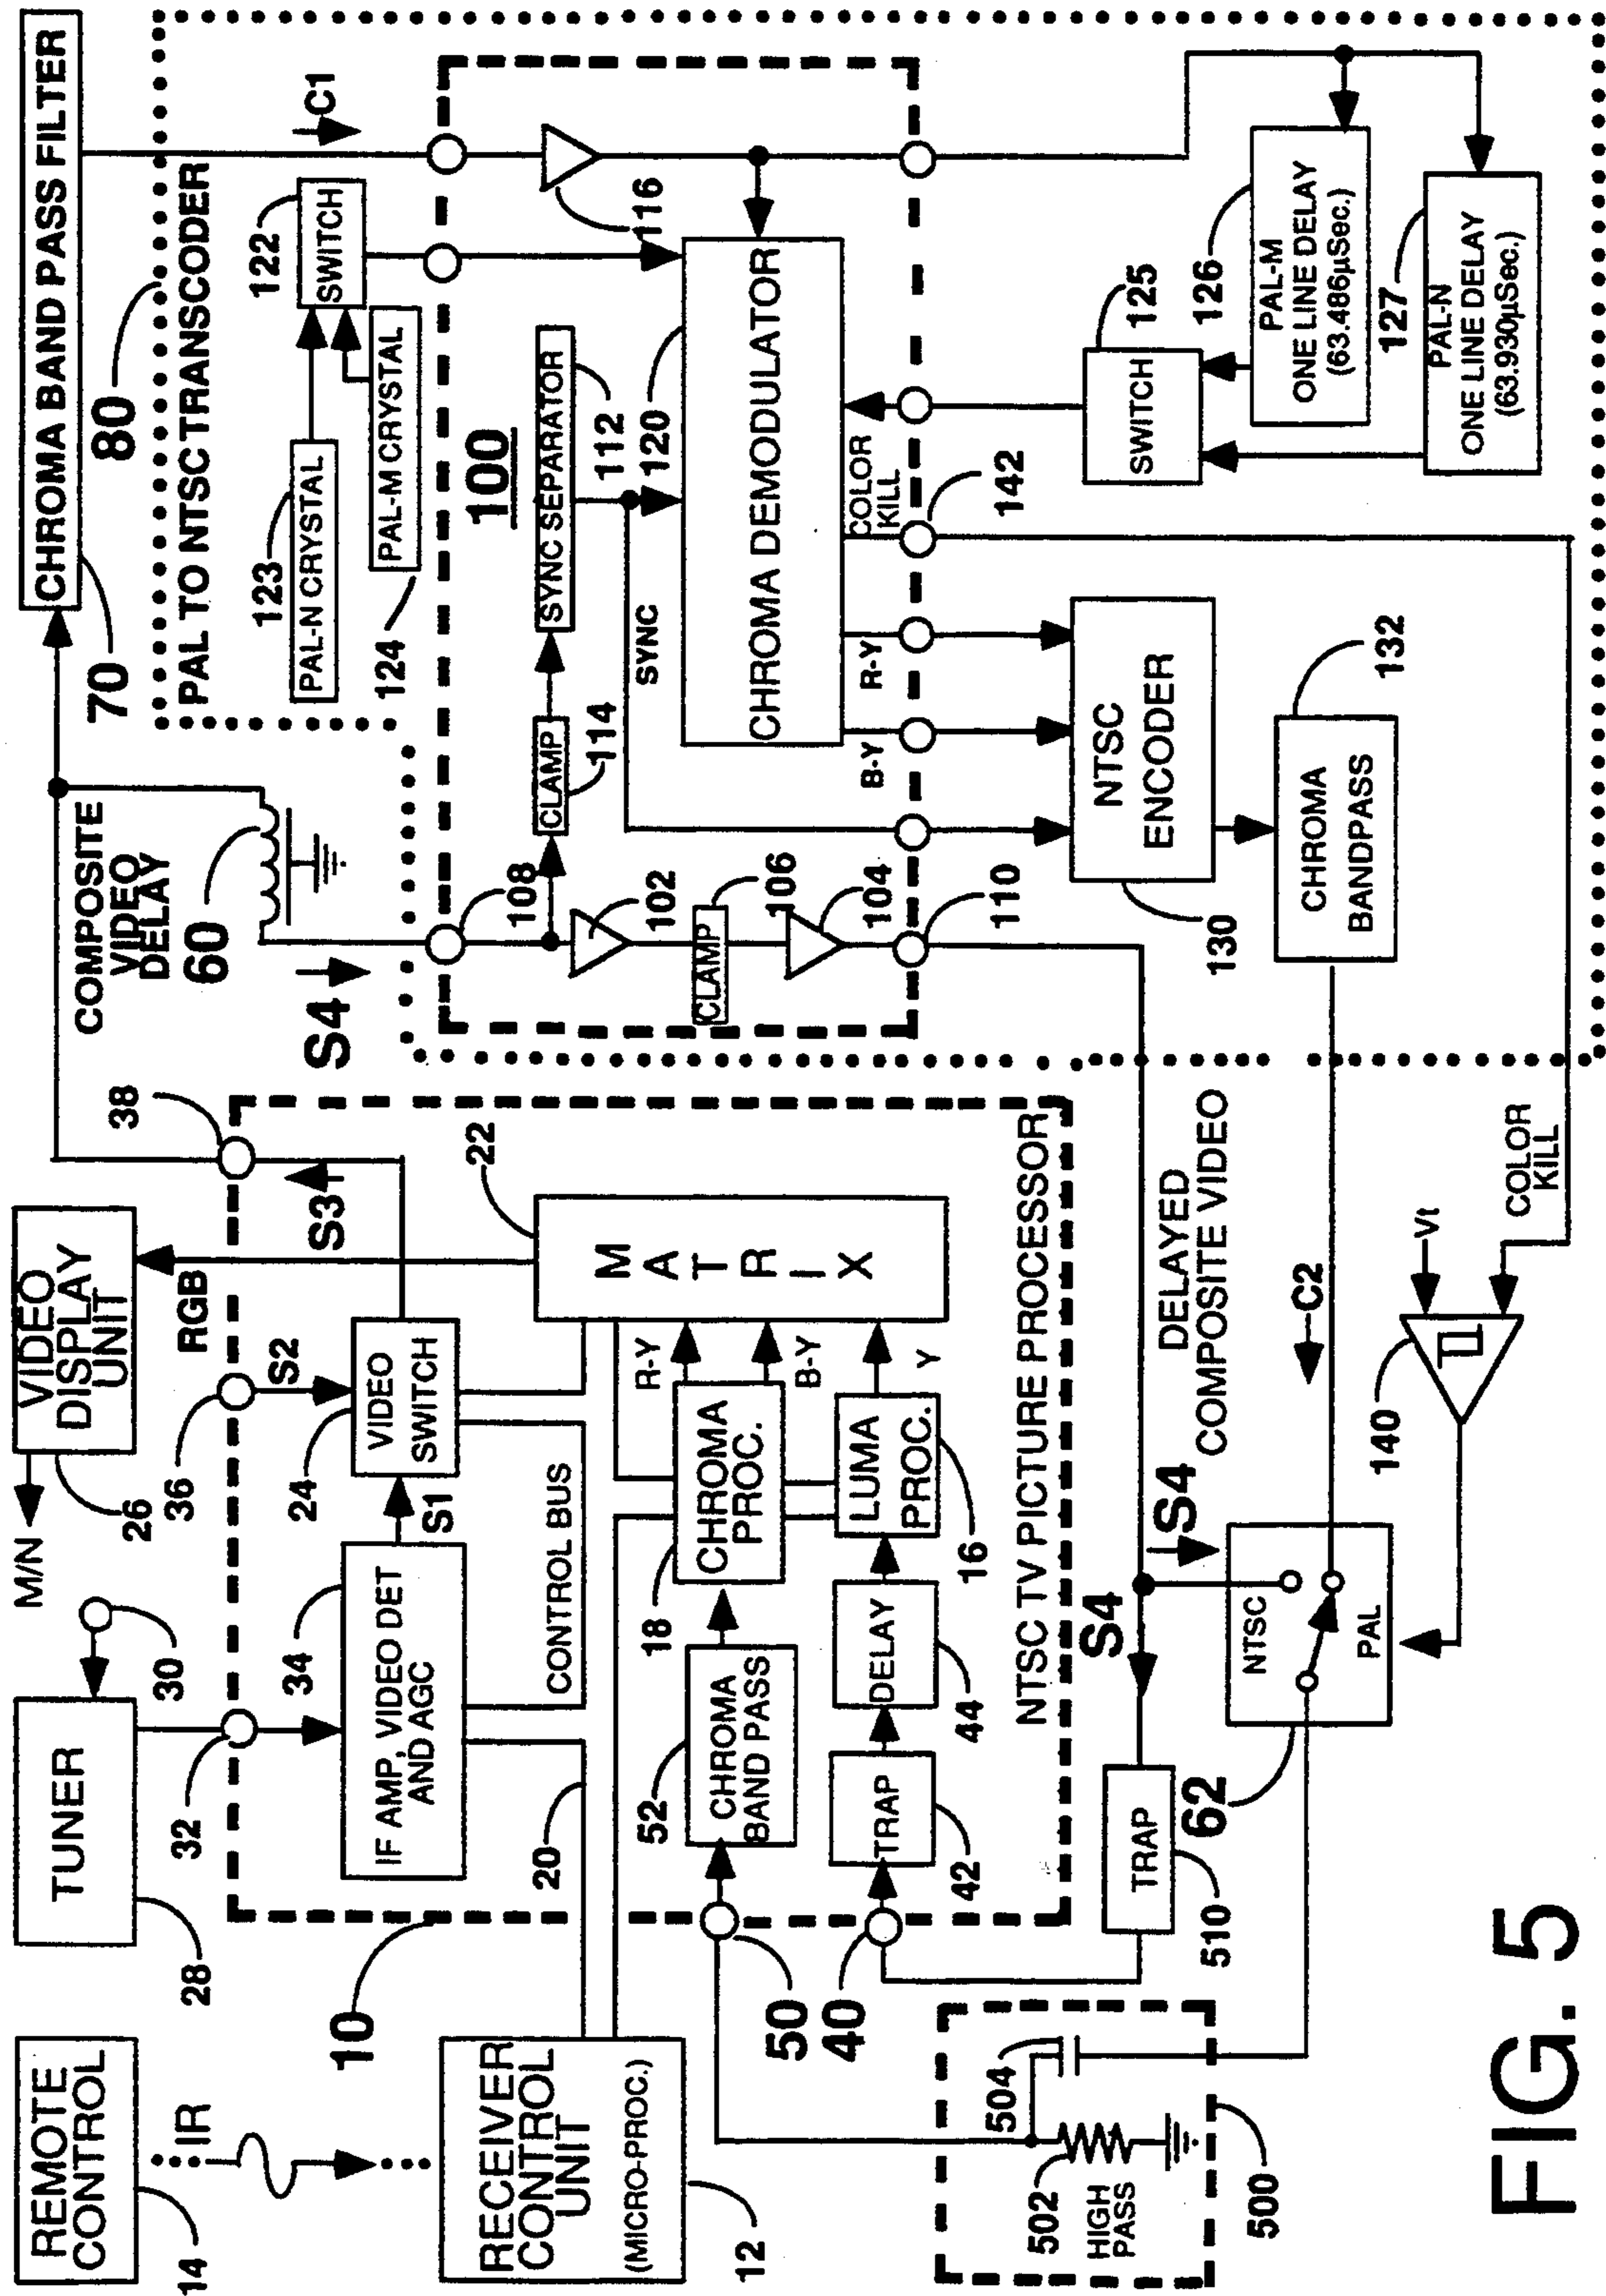 REMOTE
CONTROL
14
IR
RECEIVER
CONTROL
UNIT
(MICRO-PROC.)
12
TUNER
28
30
32
M/N
VIDEO
DISPLAY
UNIT
26
RGB
36
S2
38
S3
10
IF AMP, VIDEO DET
AND AGC
34
S1
VIDEO
SWITCH
24
20
CONTROL BUS
MATRIX
22
CHROMA
BAND PASS
52
CHROMA
PROC.
18
R-Y
B-Y
TRAP
42
DELAY
44
LUMA
PROC.
16
Y
NTSC TV PICTURE PROCESSOR
50
40
504
502
HIGH
PASS
500
TRAP
510
S4
S4
62
NTSC
PAL
DELAYED
COMPOSITE VIDEO
C2
140
Vt
COLOR
KILL
COMPOSITE
VIDEO
DELAY
60
S4
70
CHROMA BAND PASS FILTER
80
PAL TO NTSC TRANSCODER
C1
123
PAL-N CRYSTAL
PAL-M CRYSTAL
124
122
SWITCH
100
108
102
CLAMP
106
104
110
CLAMP
114
SYNC SEPARATOR
112
SYNC
116
120
CHROMA DEMODULATOR
B-Y
R-Y
COLOR
KILL
142
NTSC
ENCODER
130
CHROMA
BANDPASS
132
SWITCH
125
126
PAL-M
ONE LINE DELAY
(63.486µSec.)
127
PAL-N
ONE LINE DELAY
(63.930µSec.)
FIG. 5